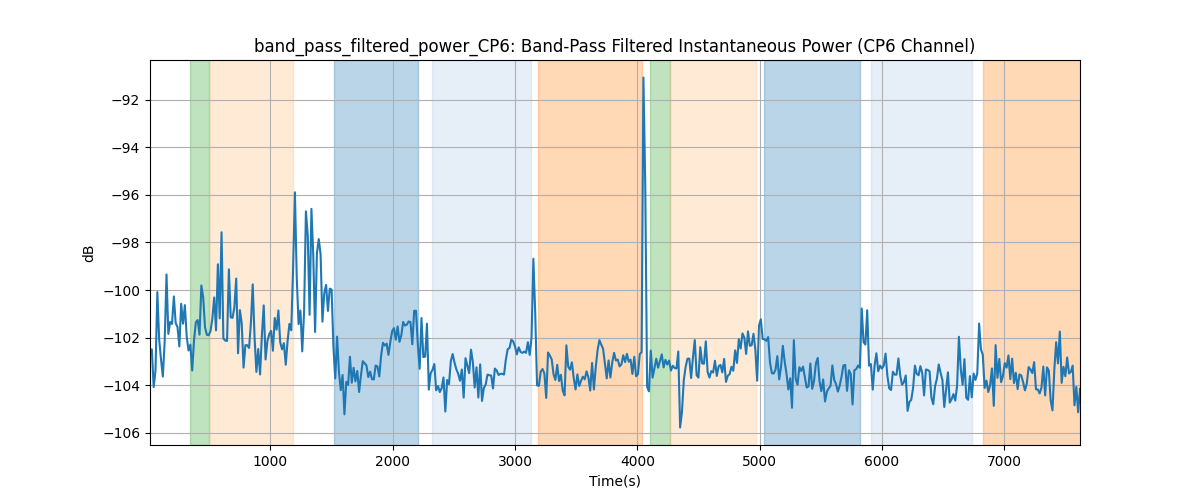 band_pass_filtered_power_CP6: Band-Pass Filtered Instantaneous Power (CP6 Channel)
dB
−92
−94
−96
−98
−100
−102
−104
−106
1000 2000 3000 4000 5000 6000 7000
Time(s)